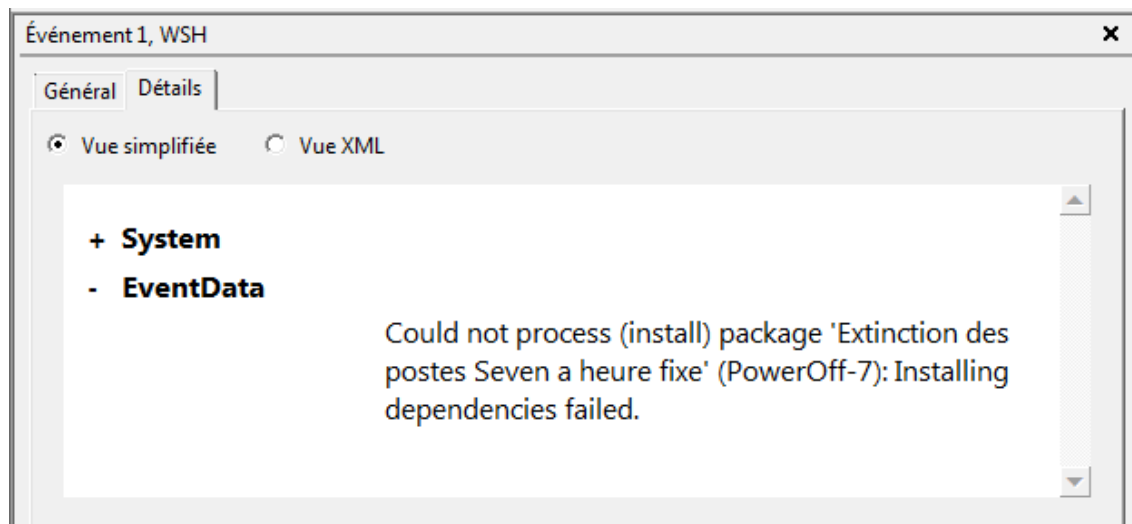 Événement 1, WSH
Général Détails
Vue simplifiée Vue XML
+ System
- EventData
Could not process (install) package 'Extinction des
postes Seven a heure fixe' (PowerOff-7): Installing
dependencies failed.